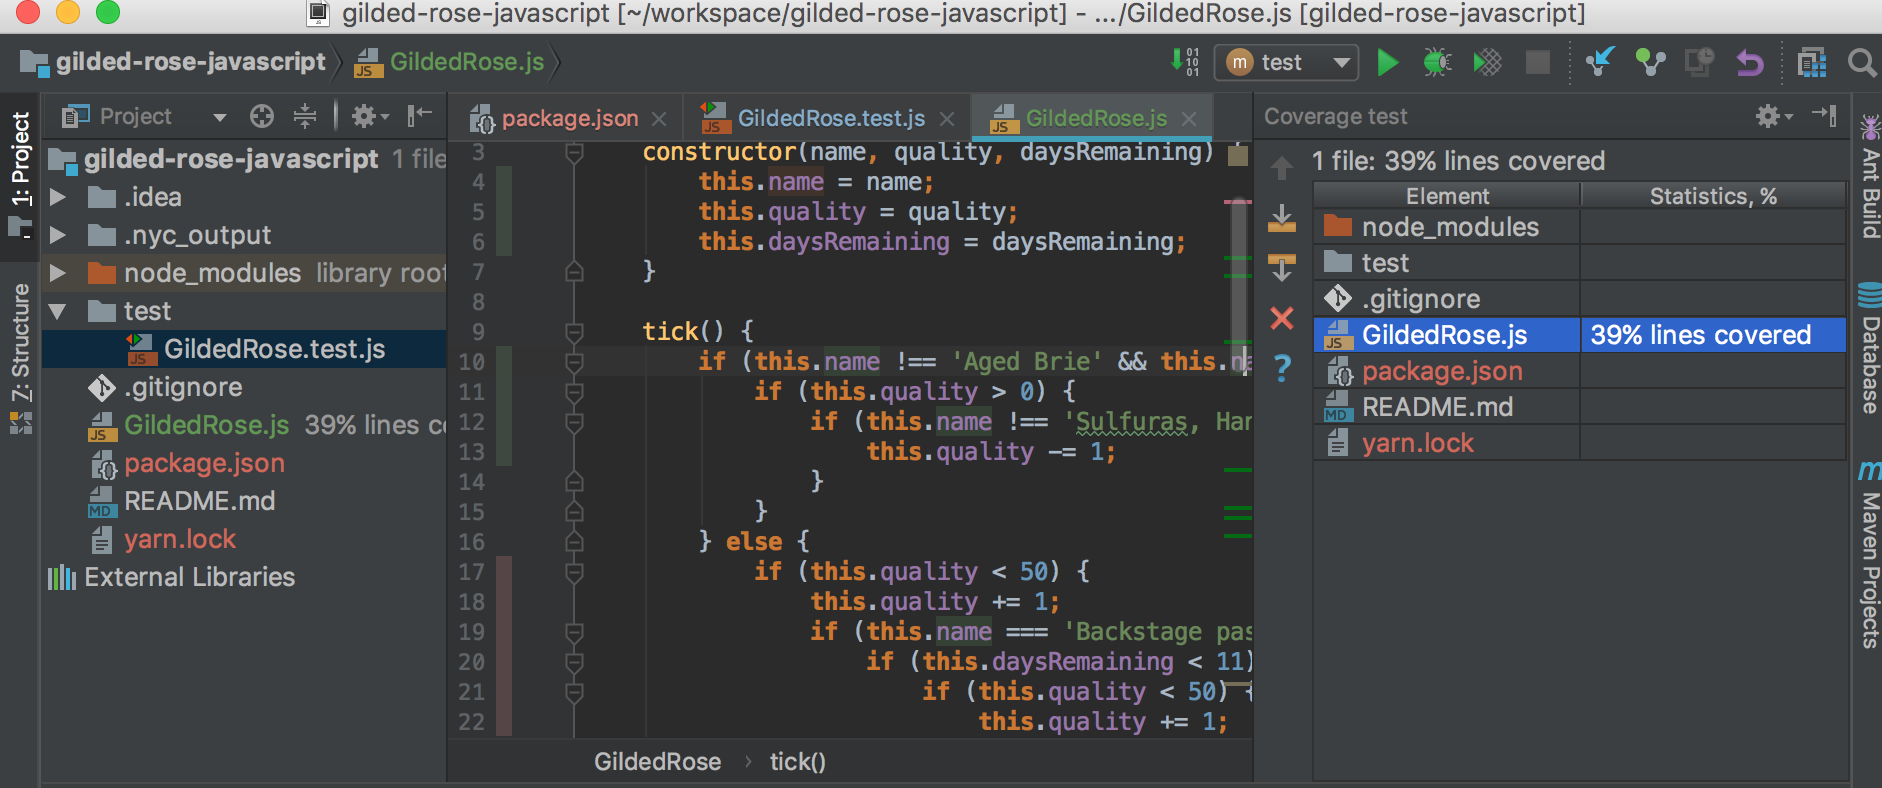 gilded-rose-javascript [~/workspace/gilded-rose-javascript] - .../GildedRose.js [gilded-rose-javascript]
gilded-rose-javascript GildedRose.js
01
10
01
m test
1: Project
7: Structure
Project
gilded-rose-javascript 1 file
.idea
.nyc_output
node_modules library root
test
GildedRose.test.js
.gitignore
GildedRose.js 39% lines co
package.json
README.md
yarn.lock
External Libraries
package.json GildedRose.test.js GildedRose.js
3 constructor(name, quality, daysRemaining) {
4 this.name = name;
5 this.quality = quality;
6 this.daysRemaining = daysRemaining;
7 }
8
9 tick() {
10 if (this.name !== 'Aged Brie' && this.na
11 if (this.quality > 0) {
12 if (this.name !== 'Sulfuras, Har
13 this.quality -= 1;
14 }
15 }
16 } else {
17 if (this.quality < 50) {
18 this.quality += 1;
19 if (this.name === 'Backstage pas
20 if (this.daysRemaining < 11)
21 if (this.quality < 50) {
22 this.quality += 1;
GildedRose › tick()
Coverage test
1 file: 39% lines covered
Element Statistics, %
node_modules
test
.gitignore
GildedRose.js 39% lines covered
package.json
README.md
yarn.lock
Ant Build
Database
m Maven Projects